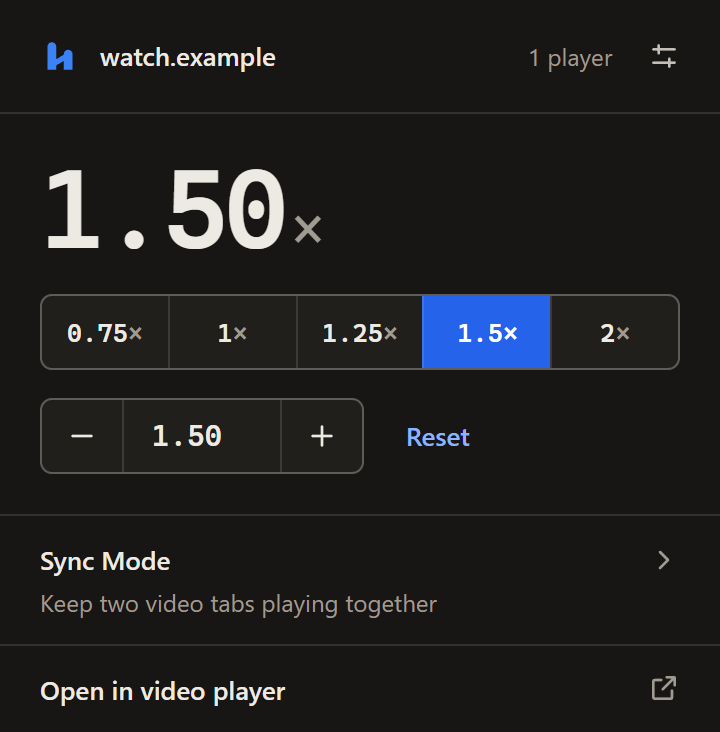 watch.example
1 player
1.50×
0.75× 1× 1.25× 1.5× 2×
− 1.50 + Reset
Sync Mode
Keep two video tabs playing together
Open in video player